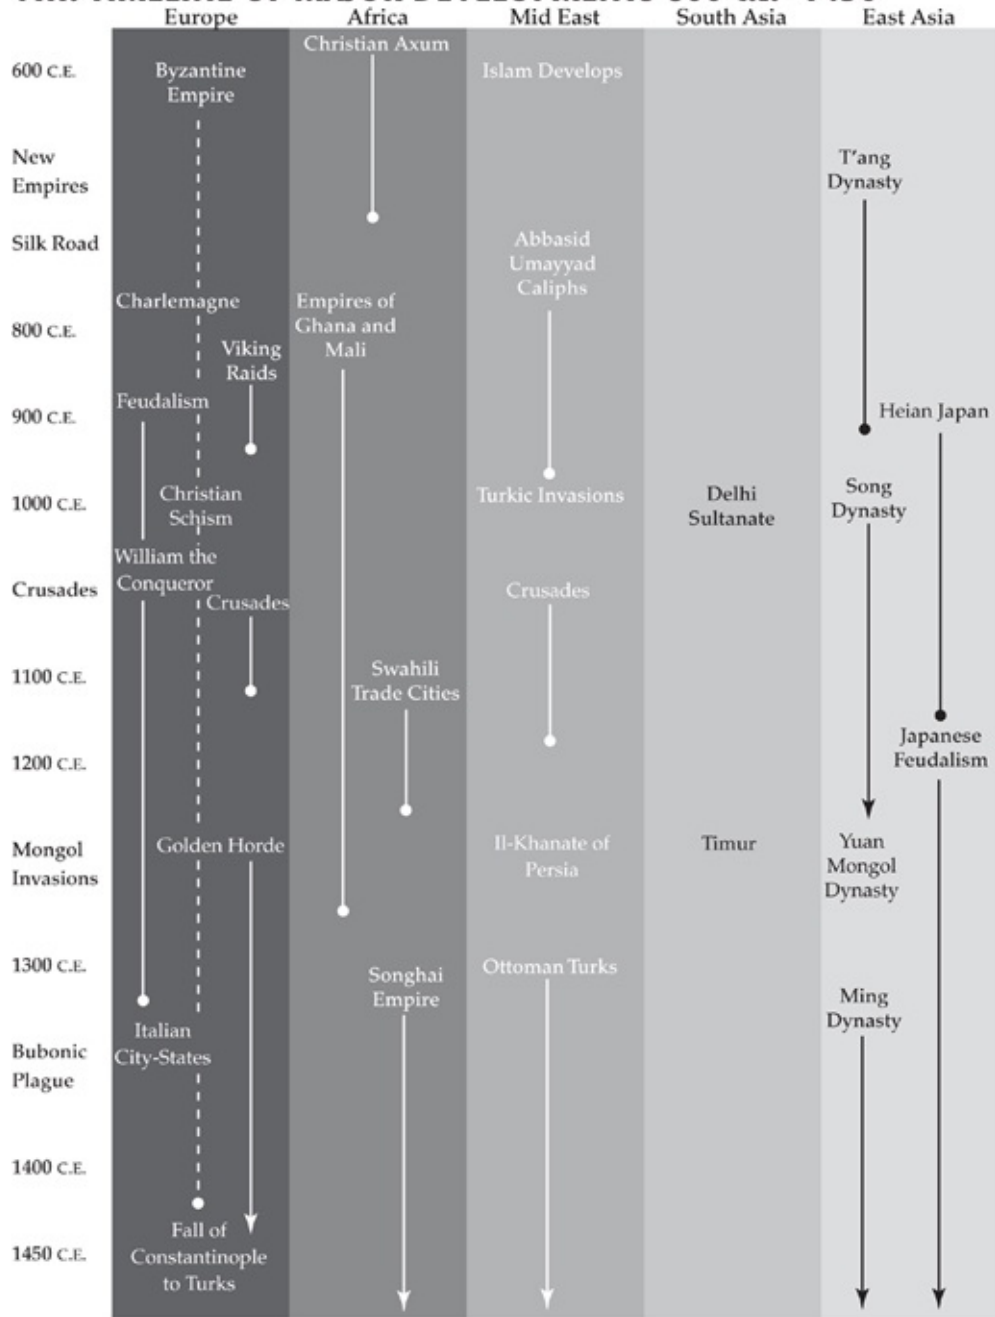 Europe Africa Mid East South Asia East Asia
Christian Axum
600 C.E.
Byzantine
Empire
Islam Develops
New
Empires
T'ang
Dynasty
Silk Road
Abbasid
Umayyad
Caliphs
Charlemagne
Empires of
Ghana and
Mali
800 C.E.
Viking
Raids
Feudalism
900 C.E.
Heian Japan
Christian
Schism
1000 C.E.
Turkic Invasions
Delhi
Sultanate
Song
Dynasty
William the
Conqueror
Crusades
Crusades
Crusades
1100 C.E.
Swahili
Trade Cities
1200 C.E.
Japanese
Feudalism
Mongol
Invasions
Golden Horde
Il-Khanate of
Persia
Timur
Yuan
Mongol
Dynasty
1300 C.E.
Songhai
Empire
Ottoman Turks
Ming
Dynasty
Italian
City-States
Bubonic
Plague
1400 C.E.
1450 C.E.
Fall of
Constantinople
to Turks